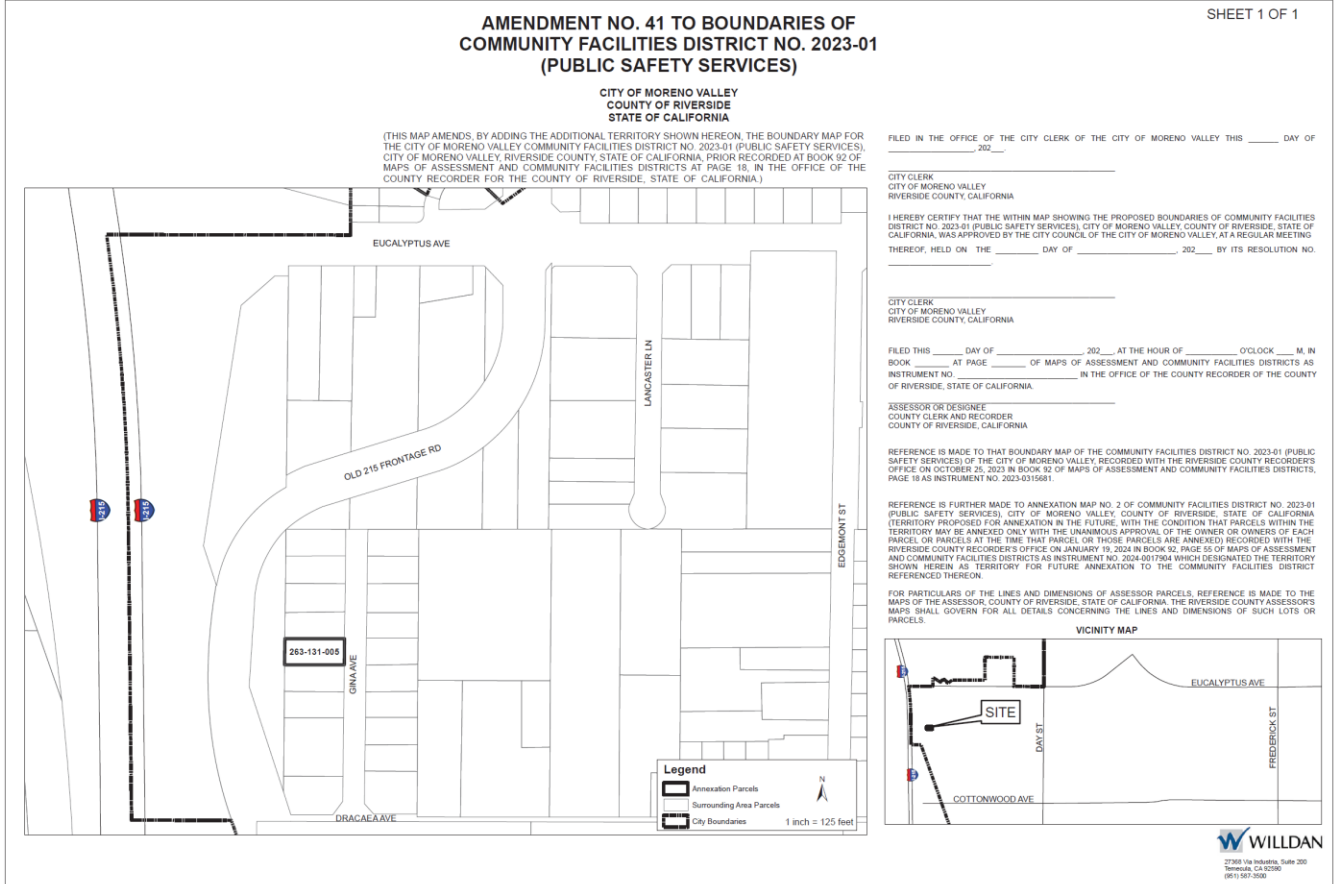 SHEET 1 OF 1
AMENDMENT NO. 41 TO BOUNDARIES OF
COMMUNITY FACILITIES DISTRICT NO. 2023-01
(PUBLIC SAFETY SERVICES)
CITY OF MORENO VALLEY
COUNTY OF RIVERSIDE
STATE OF CALIFORNIA
(THIS MAP AMENDS, BY ADDING THE ADDITIONAL TERRITORY SHOWN HEREON, THE BOUNDARY MAP FOR
THE CITY OF MORENO VALLEY COMMUNITY FACILITIES DISTRICT NO. 2023-01 (PUBLIC SAFETY SERVICES),
CITY OF MORENO VALLEY, RIVERSIDE COUNTY, STATE OF CALIFORNIA, PRIOR RECORDED AT BOOK 92 OF
MAPS OF ASSESSMENT AND COMMUNITY FACILITIES DISTRICTS AT PAGE 18, IN THE OFFICE OF THE
COUNTY RECORDER FOR THE COUNTY OF RIVERSIDE, STATE OF CALIFORNIA.)
EUCALYPTUS AVE
LANCASTER LN
OLD 215 FRONTAGE RD
I-215
I-215
EDGEMONT ST
263-131-005
GINA AVE
DRACAEA AVE
Legend
Annexation Parcels
Surrounding Area Parcels
City Boundaries
N
1 inch = 125 feet
FILED IN THE OFFICE OF THE CITY CLERK OF THE CITY OF MORENO VALLEY THIS ______ DAY OF
__________________, 202___.
CITY CLERK
CITY OF MORENO VALLEY
RIVERSIDE COUNTY, CALIFORNIA
I HEREBY CERTIFY THAT THE WITHIN MAP SHOWING THE PROPOSED BOUNDARIES OF COMMUNITY FACILITIES
DISTRICT NO. 2023-01 (PUBLIC SAFETY SERVICES), CITY OF MORENO VALLEY, COUNTY OF RIVERSIDE, STATE OF
CALIFORNIA, WAS APPROVED BY THE CITY COUNCIL OF THE CITY OF MORENO VALLEY, AT A REGULAR MEETING
THEREOF, HELD ON THE _________ DAY OF _____________________, 202____ BY ITS RESOLUTION NO.
______________________.
CITY CLERK
CITY OF MORENO VALLEY
RIVERSIDE COUNTY, CALIFORNIA
FILED THIS ______ DAY OF __________________, 202___, AT THE HOUR OF ___________ O'CLOCK ____ M, IN
BOOK _______ AT PAGE _______ OF MAPS OF ASSESSMENT AND COMMUNITY FACILITIES DISTRICTS AS
INSTRUMENT NO. __________________________ IN THE OFFICE OF THE COUNTY RECORDER OF THE COUNTY
OF RIVERSIDE, STATE OF CALIFORNIA.
ASSESSOR OR DESIGNEE
COUNTY CLERK AND RECORDER
COUNTY OF RIVERSIDE, CALIFORNIA
REFERENCE IS MADE TO THAT BOUNDARY MAP OF THE COMMUNITY FACILITIES DISTRICT NO. 2023-01 (PUBLIC
SAFETY SERVICES) OF THE CITY OF MORENO VALLEY, RECORDED WITH THE RIVERSIDE COUNTY RECORDER'S
OFFICE ON OCTOBER 25, 2023 IN BOOK 92 OF MAPS OF ASSESSMENT AND COMMUNITY FACILITIES DISTRICTS,
PAGE 18 AS INSTRUMENT NO. 2023-0315681.
REFERENCE IS FURTHER MADE TO ANNEXATION MAP NO. 2 OF COMMUNITY FACILITIES DISTRICT NO. 2023-01
(PUBLIC SAFETY SERVICES), CITY OF MORENO VALLEY, COUNTY OF RIVERSIDE, STATE OF CALIFORNIA
(TERRITORY PROPOSED FOR ANNEXATION IN THE FUTURE, WITH THE CONDITION THAT PARCELS WITHIN THE
TERRITORY MAY BE ANNEXED ONLY WITH THE UNANIMOUS APPROVAL OF THE OWNER OR OWNERS OF EACH
PARCEL OR PARCELS AT THE TIME THAT PARCEL OR THOSE PARCELS ARE ANNEXED) RECORDED WITH THE
RIVERSIDE COUNTY RECORDER'S OFFICE ON JANUARY 19, 2024 IN BOOK 92, PAGE 55 OF MAPS OF ASSESSMENT
AND COMMUNITY FACILITIES DISTRICTS AS INSTRUMENT NO. 2024-0017904 WHICH DESIGNATED THE TERRITORY
SHOWN HEREIN AS TERRITORY FOR FUTURE ANNEXATION TO THE COMMUNITY FACILITIES DISTRICT
REFERENCED THEREON.
FOR PARTICULARS OF THE LINES AND DIMENSIONS OF ASSESSOR PARCELS, REFERENCE IS MADE TO THE
MAPS OF THE ASSESSOR, COUNTY OF RIVERSIDE, STATE OF CALIFORNIA. THE RIVERSIDE COUNTY ASSESSOR'S
MAPS SHALL GOVERN FOR ALL DETAILS CONCERNING THE LINES AND DIMENSIONS OF SUCH LOTS OR
PARCELS.
VICINITY MAP
EUCALYPTUS AVE
SITE
DAY ST
FREDERICK ST
COTTONWOOD AVE
WILLDAN
27368 Via Industria, Suite 200
Temecula, CA 92590
(951) 587-3500